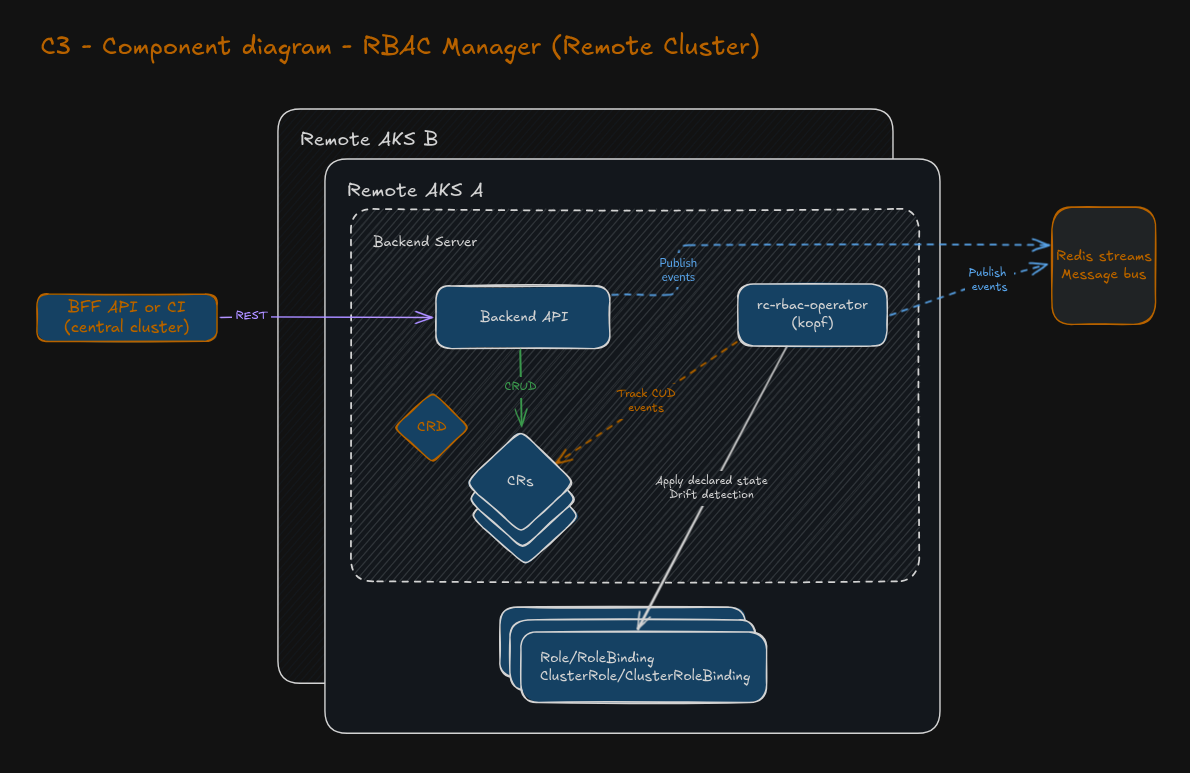 C3 - Component diagram - RBAC Manager (Remote Cluster)
Remote AKS B
Remote AKS A
Backend Server
Publish
events
Publish
events
Redis streams
Message bus
BFF API or CI
(central cluster)
REST
Backend API
rc-rbac-operator
(kopf)
CRUD
Track CUD
events
CRD
CRs
Apply declared state
Drift detection
Role/RoleBinding
ClusterRole/ClusterRoleBinding